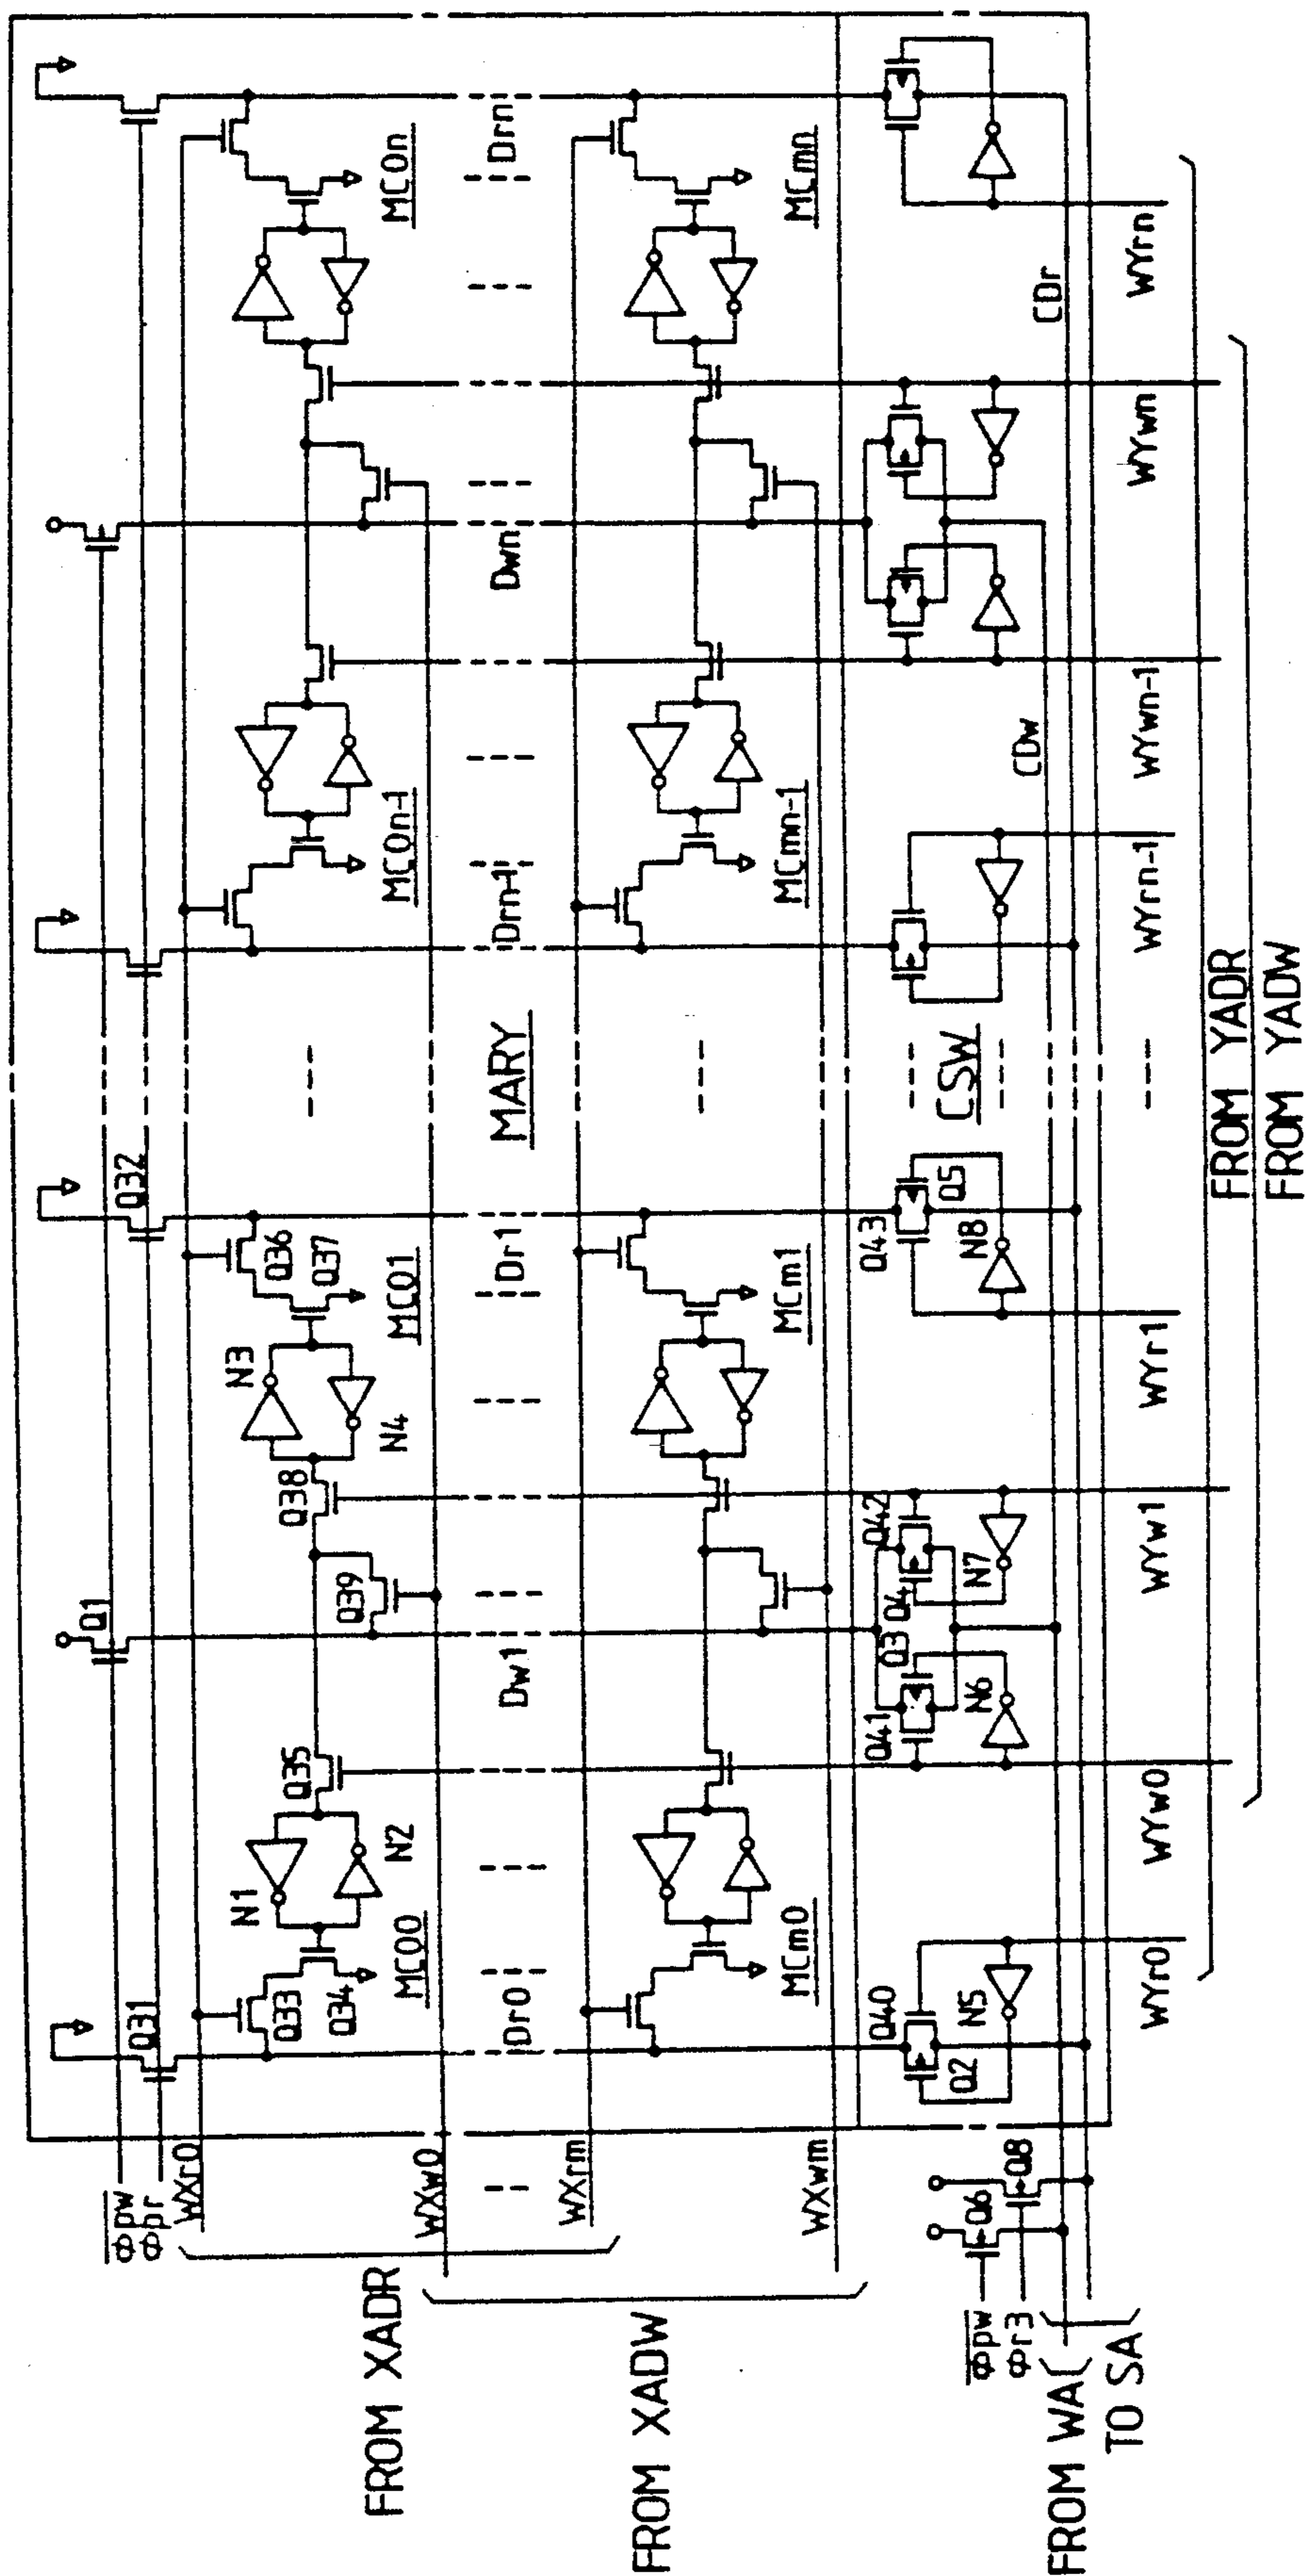 Q1
Φ̅p̅w̅ Q31 Q32
Φpr
WXr0
N1 N3
Q33 Q35 Q38 Q36
Q34 Q39 Q37
N2 N4
MC00 MC01 MC0n-1 MC0n
FROM XADR
WXw0
Dr0 Dw1 Dr1 MARY Drn-1 Dwn Drn
WXrm
FROM XADW
MCm0 MCm1 MCmn-1 MCmn
WXwm
Q40 Q41 Q3 Q4 Q42 Q43
Q2 Q5 CSW
N5 N6 N7 N8
Q6 Q8
Φ̅p̅w̅
Φr3
CDw CDr
FROM WA
TO SA
WYr0 WYw0 WYw1 WYr1 WYrn-1 WYwn-1 WYwn WYrn
FROM YADR
FROM YADW